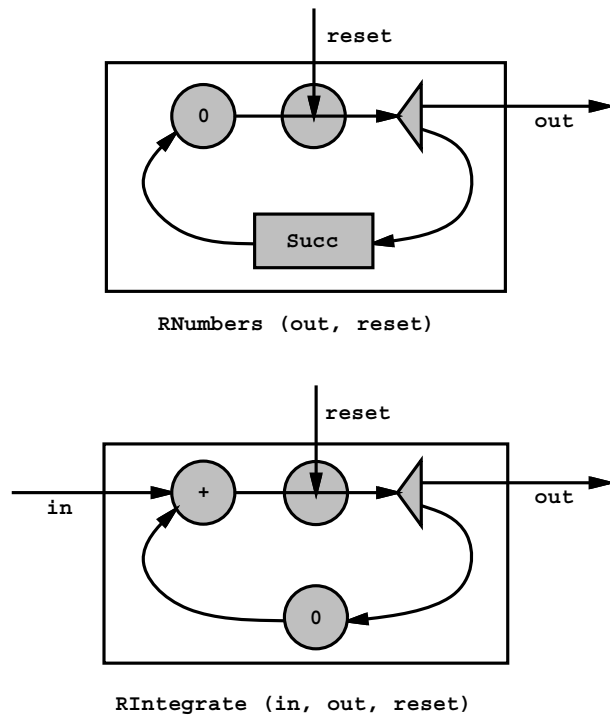 reset
0
out
Succ
RNumbers (out, reset)
reset
+
in
out
0
RIntegrate (in, out, reset)